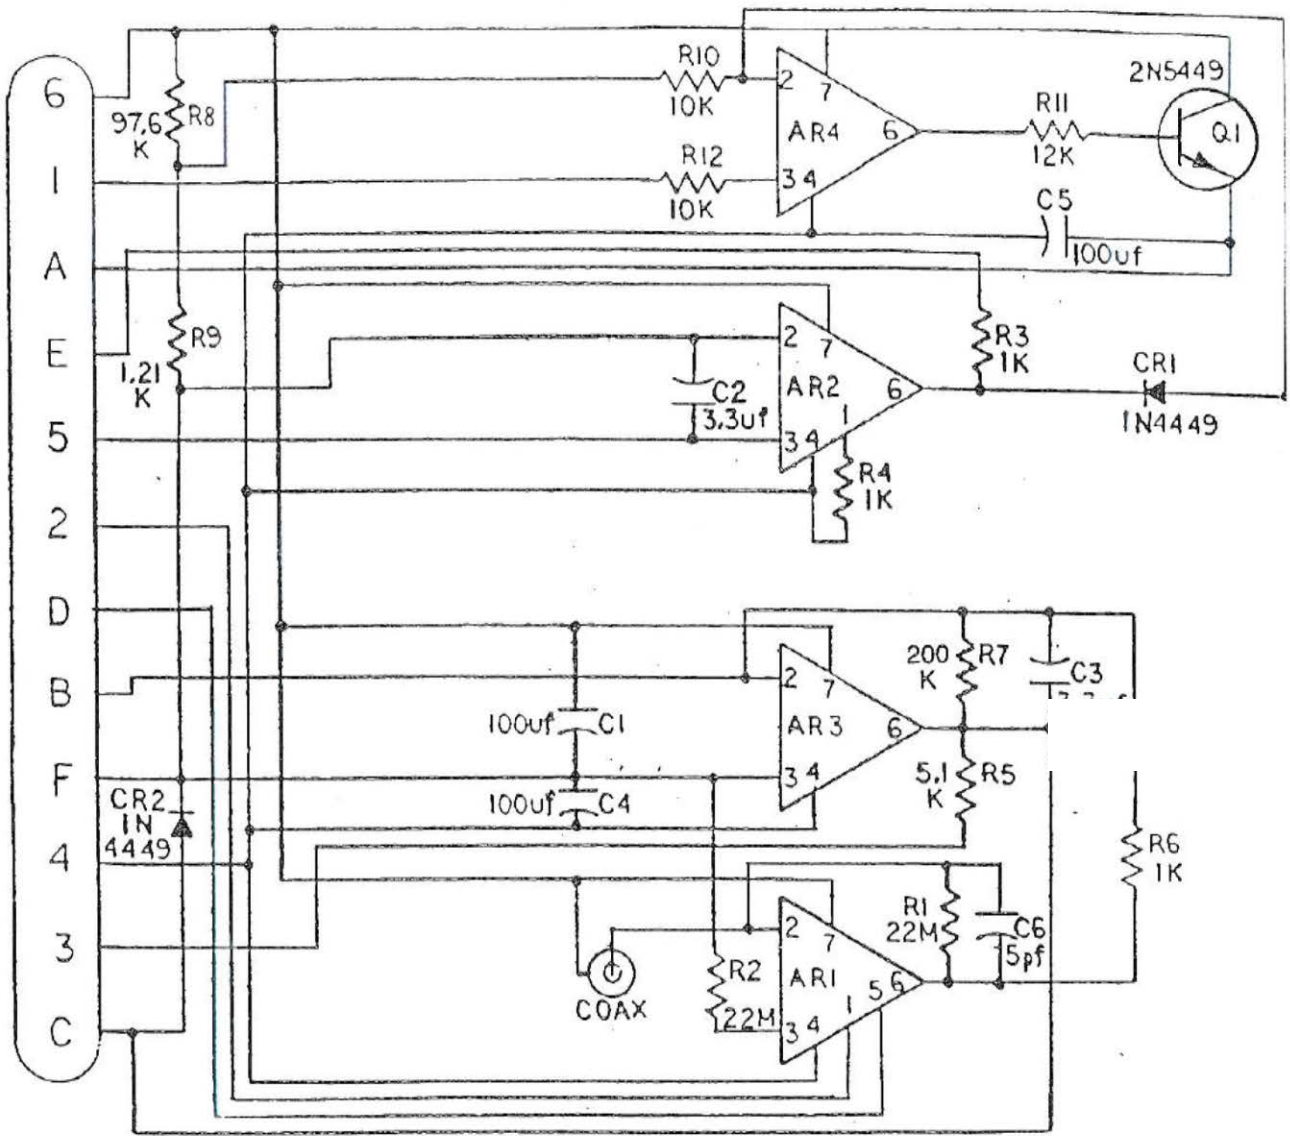 6
1
A
E
5
2
D
B
F
4
3
C
97.6
K
R8
R9
1.21
K
CR2
1N
4449
R10
10K
R12
10K
2
7
AR4
6
3 4
R11
12K
2N5449
Q1
C5
100uf
C2
3.3uf
2
7
AR2
6
1
3 4
R4
1K
R3
1K
CR1
1N4449
100uf C1
100uf C4
2
7
AR3
6
3 4
200
K
R7
C3
5.1
K
R5
R6
1K
COAX
R2
22M
2
7
AR1
5 6
1
3 4
R1
22M
C6
5pf